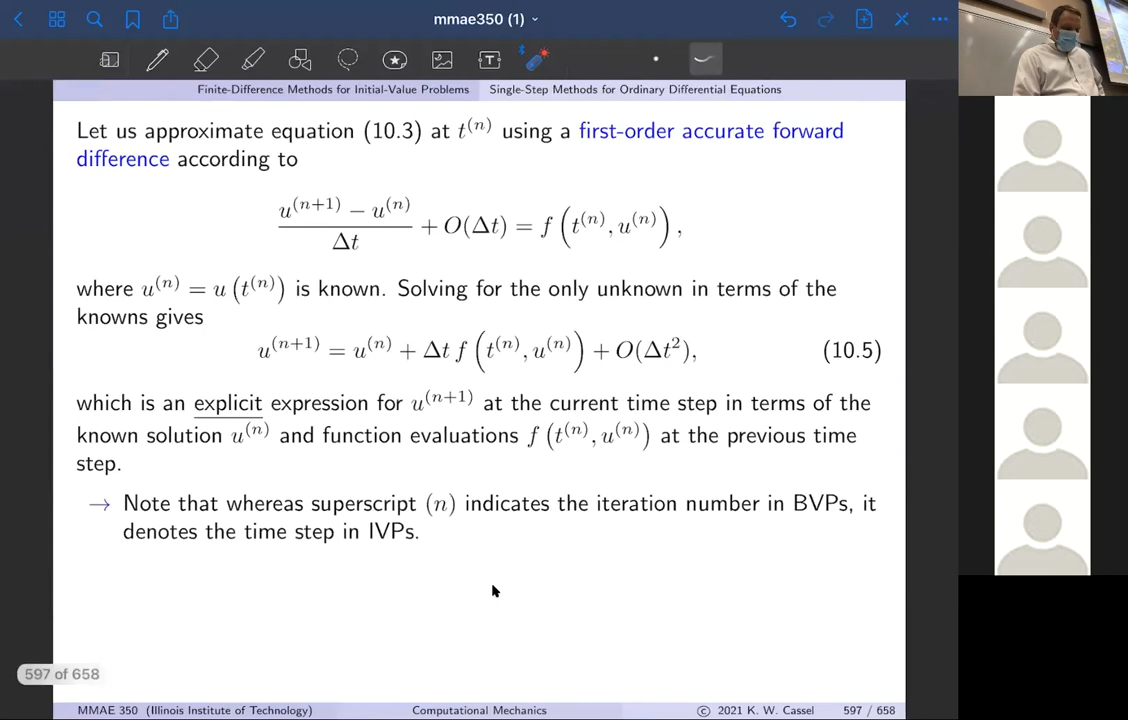 mmae350 (1)
Finite-Difference Methods for Initial-Value Problems Single-Step Methods for Ordinary Differential Equations
Let us approximate equation (10.3) at t^(n) using a first-order accurate forward
difference according to
(u^(n+1) − u^(n)) / Δt + O(Δt) = f (t^(n), u^(n)),
where u^(n) = u (t^(n)) is known. Solving for the only unknown in terms of the
knowns gives
u^(n+1) = u^(n) + Δt f (t^(n), u^(n)) + O(Δt²), (10.5)
which is an explicit expression for u^(n+1) at the current time step in terms of the
known solution u^(n) and function evaluations f (t^(n), u^(n)) at the previous time
step.
→ Note that whereas superscript (n) indicates the iteration number in BVPs, it
denotes the time step in IVPs.
597 of 658
MMAE 350 (Illinois Institute of Technology) Computational Mechanics © 2021 K. W. Cassel 597 / 658